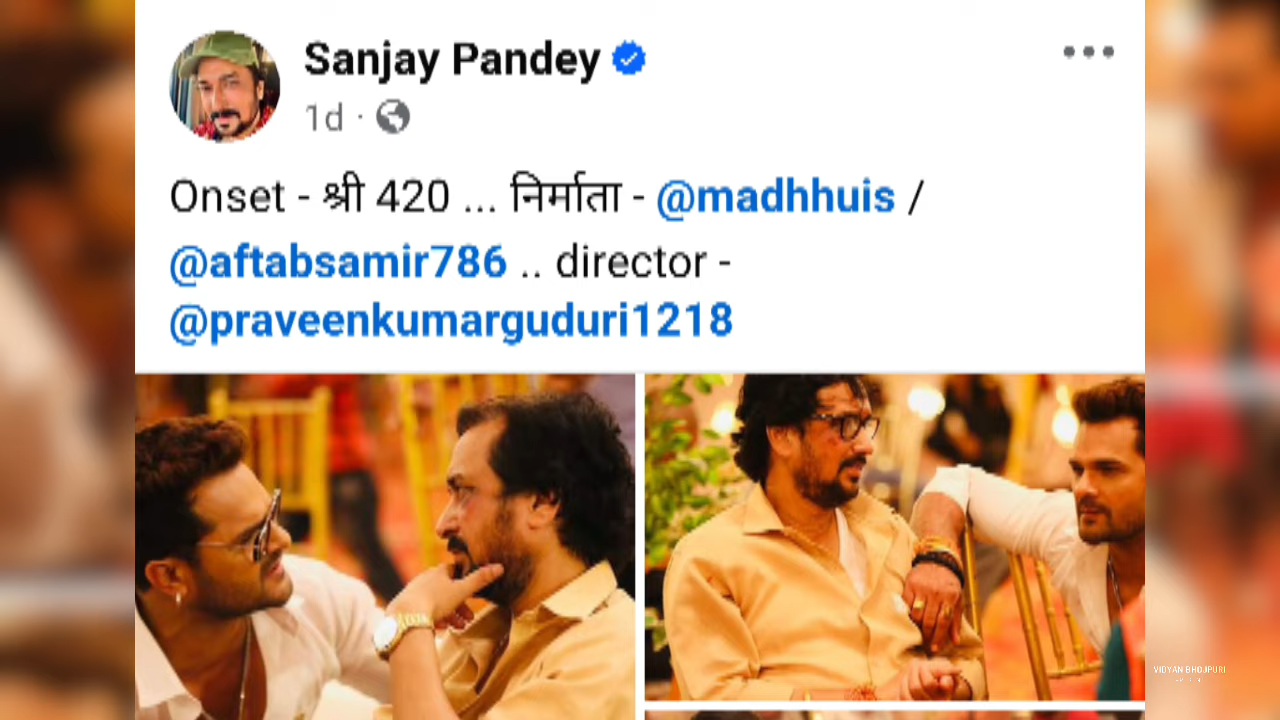 Sanjay Pandey
1d ·
Onset - श्री 420 ... निर्माता - @madhhuis /
@aftabsamir786 .. director -
@praveenkumarguduri1218
VIDYAN BHOJPURI